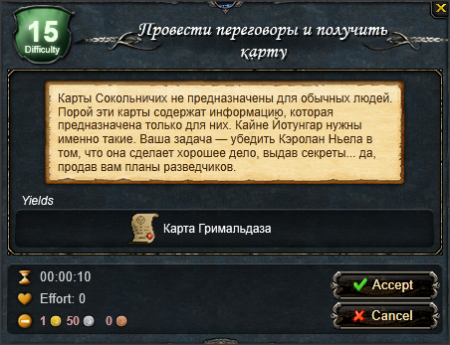 15
Difficulty
Провести переговоры и получить
карту
Карты Сокольничих не предназначены для обычных людей.
Порой эти карты содержат информацию, которая
предназначена только для них. Кайне Йотунгар нужны
именно такие. Ваша задача — убедить Кэролан Ньела в
том, что она сделает хорошее дело, выдав секреты... да,
продав вам планы разведчиков.
Yields
Карта Гримальдаза
00:00:10
Accept
Effort: 0
1 50 0
Cancel